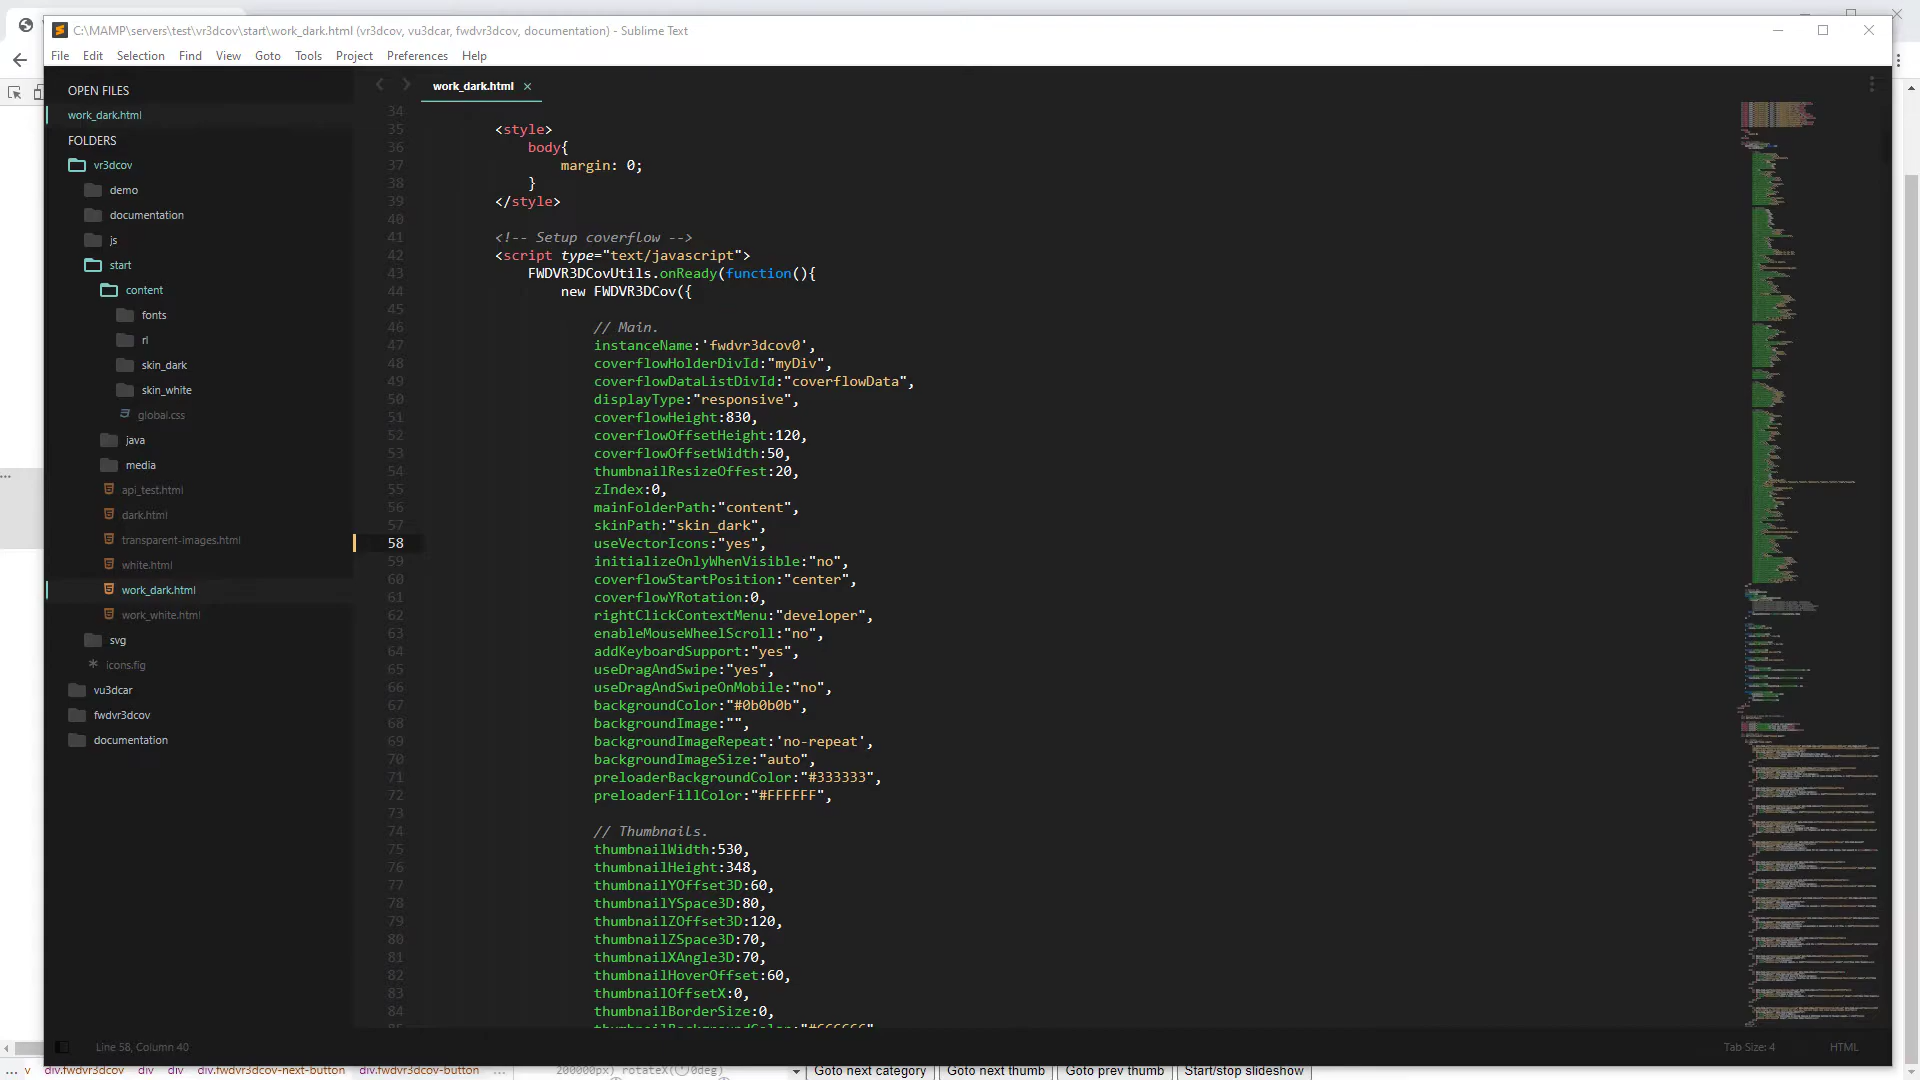 C:\MAMP\servers\test\vr3dcov\start\work_dark.html (vr3dcov, vu3dcar, fwdvr3dcov, documentation) - Sublime Text
File Edit Selection Find View Goto Tools Project Preferences Help
OPEN FILES
work_dark.html
FOLDERS
vr3dcov
demo
documentation
js
start
content
fonts
rl
skin_dark
skin_white
global.css
java
media
api_test.html
dark.html
transparent-images.html
white.html
work_dark.html
work_white.html
svg
icons.fig
vu3dcar
fwdvr3dcov
documentation
work_dark.html
34
35 <style>
36 body{
37 margin: 0;
38 }
39 </style>
40
41 <!-- Setup coverflow -->
42 <script type="text/javascript">
43 FWDVR3DCovUtils.onReady(function(){
44 new FWDVR3DCov({
45
46 // Main.
47 instanceName:'fwdvr3dcov0',
48 coverflowHolderDivId:"myDiv",
49 coverflowDataListDivId:"coverflowData",
50 displayType:"responsive",
51 coverflowHeight:830,
52 coverflowOffsetHeight:120,
53 coverflowOffsetWidth:50,
54 thumbnailResizeOffest:20,
55 zIndex:0,
56 mainFolderPath:"content",
57 skinPath:"skin_dark",
58 useVectorIcons:"yes",
59 initializeOnlyWhenVisible:"no",
60 coverflowStartPosition:"center",
61 coverflowYRotation:0,
62 rightClickContextMenu:"developer",
63 enableMouseWheelScroll:"no",
64 addKeyboardSupport:"yes",
65 useDragAndSwipe:"yes",
66 useDragAndSwipeOnMobile:"no",
67 backgroundColor:"#0b0b0b",
68 backgroundImage:"",
69 backgroundImageRepeat:'no-repeat',
70 backgroundImageSize:"auto",
71 preloaderBackgroundColor:"#333333",
72 preloaderFillColor:"#FFFFFF",
73
74 // Thumbnails.
75 thumbnailWidth:530,
76 thumbnailHeight:348,
77 thumbnailYOffset3D:60,
78 thumbnailYSpace3D:80,
79 thumbnailZOffset3D:120,
80 thumbnailZSpace3D:70,
81 thumbnailXAngle3D:70,
82 thumbnailHoverOffset:60,
83 thumbnailOffsetX:0,
84 thumbnailBorderSize:0,
Line 58, Column 40
Tab Size: 4 HTML
... v div.fwdvr3dcov div div div.fwdvr3dcov-next-button div.fwdvr3dcov-button ... 200000px) rotateX( 0deg) Goto next category Goto next thumb Goto prev thumb Start/stop slideshow